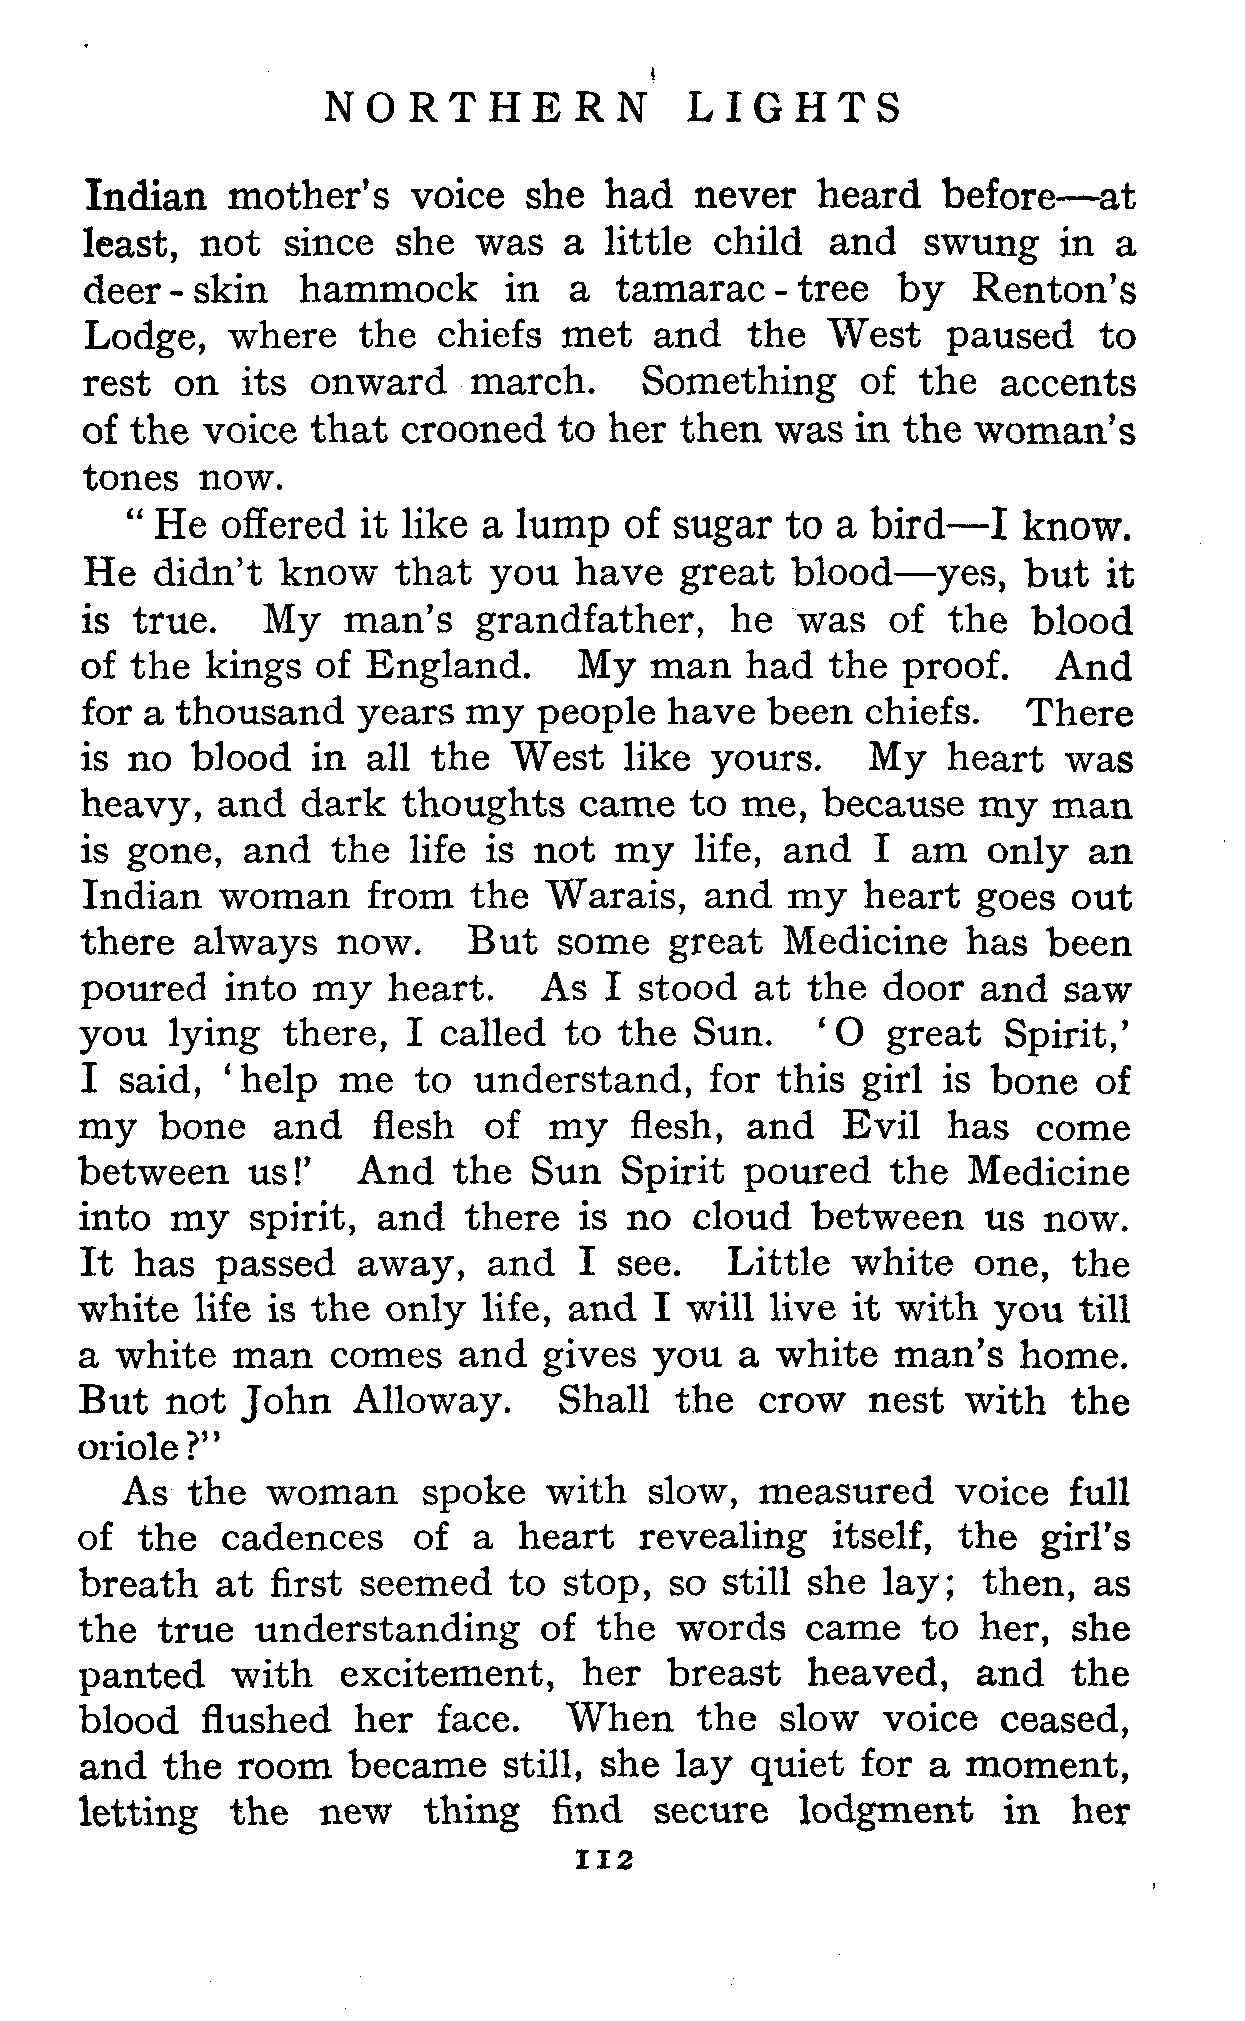 NORTHERN LIGHTS
Indian mother's voice she had never heard before—at
least, not since she was a little child and swung in a
deer-skin hammock in a tamarac-tree by Renton's
Lodge, where the chiefs met and the West paused to
rest on its onward march. Something of the accents
of the voice that crooned to her then was in the woman's
tones now.
“He offered it like a lump of sugar to a bird—I know.
He didn't know that you have great blood—yes, but it
is true. My man's grandfather, he was of the blood
of the kings of England. My man had the proof. And
for a thousand years my people have been chiefs. There
is no blood in all the West like yours. My heart was
heavy, and dark thoughts came to me, because my man
is gone, and the life is not my life, and I am only an
Indian woman from the Warais, and my heart goes out
there always now. But some great Medicine has been
poured into my heart. As I stood at the door and saw
you lying there, I called to the Sun. ‘O great Spirit,’
I said, ‘help me to understand, for this girl is bone of
my bone and flesh of my flesh, and Evil has come
between us!’ And the Sun Spirit poured the Medicine
into my spirit, and there is no cloud between us now.
It has passed away, and I see. Little white one, the
white life is the only life, and I will live it with you till
a white man comes and gives you a white man's home.
But not John Alloway. Shall the crow nest with the
oriole?”
As the woman spoke with slow, measured voice full
of the cadences of a heart revealing itself, the girl's
breath at first seemed to stop, so still she lay; then, as
the true understanding of the words came to her, she
panted with excitement, her breast heaved, and the
blood flushed her face. When the slow voice ceased,
and the room became still, she lay quiet for a moment,
letting the new thing find secure lodgment in her
112